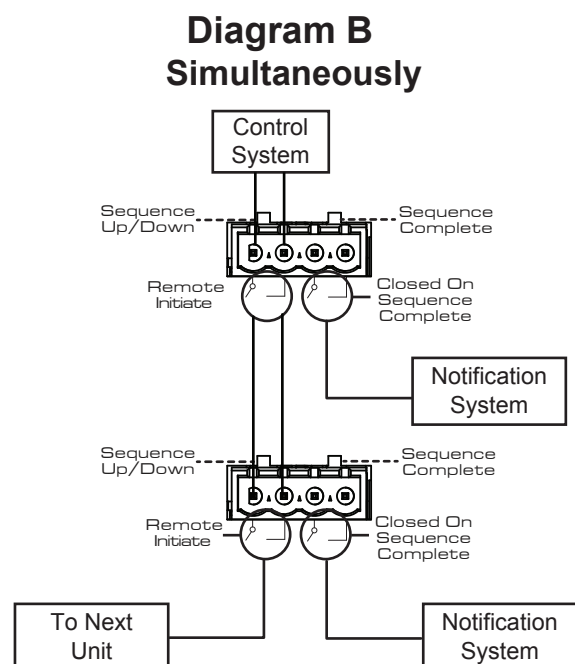 Diagram B
Simultaneously
Control
System
Sequence
Up/Down
Sequence
Complete
Remote
Initiate
Closed On
Sequence
Complete
Notification
System
Sequence
Up/Down
Sequence
Complete
Remote
Initiate
Closed On
Sequence
Complete
To Next
Unit
Notification
System